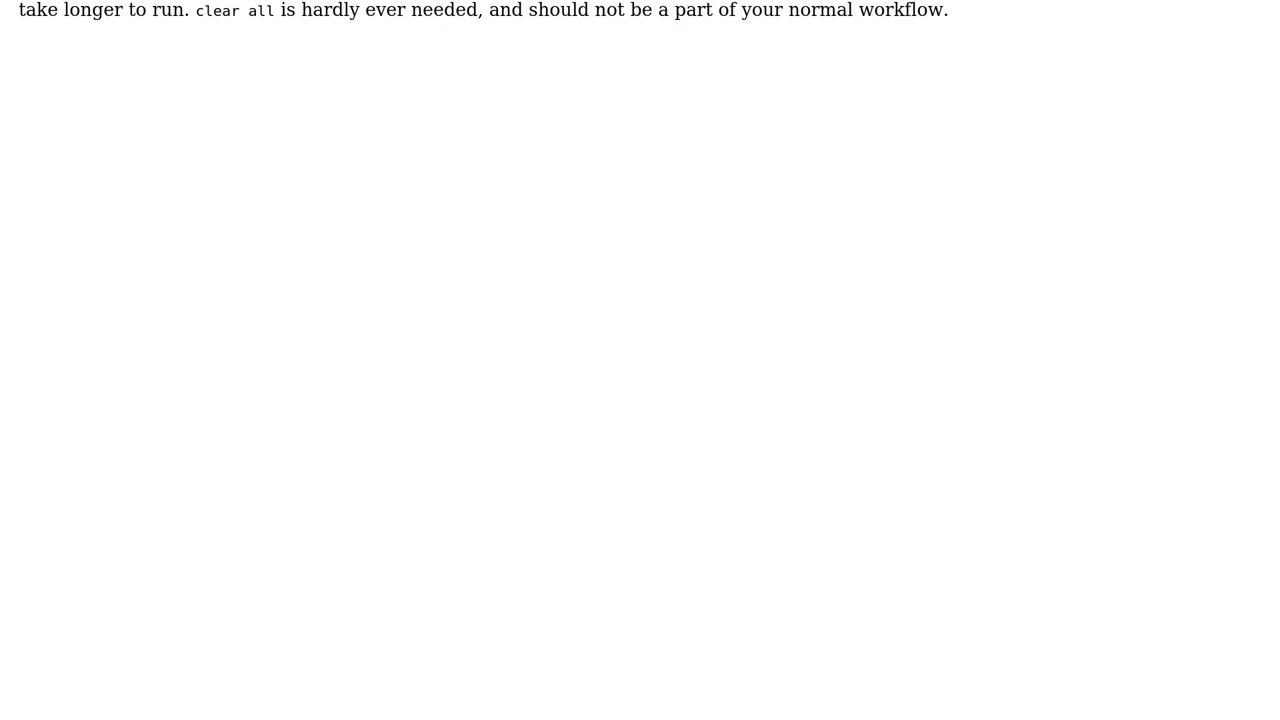 take longer to run. clear all is hardly ever needed, and should not be a part of your normal workflow.